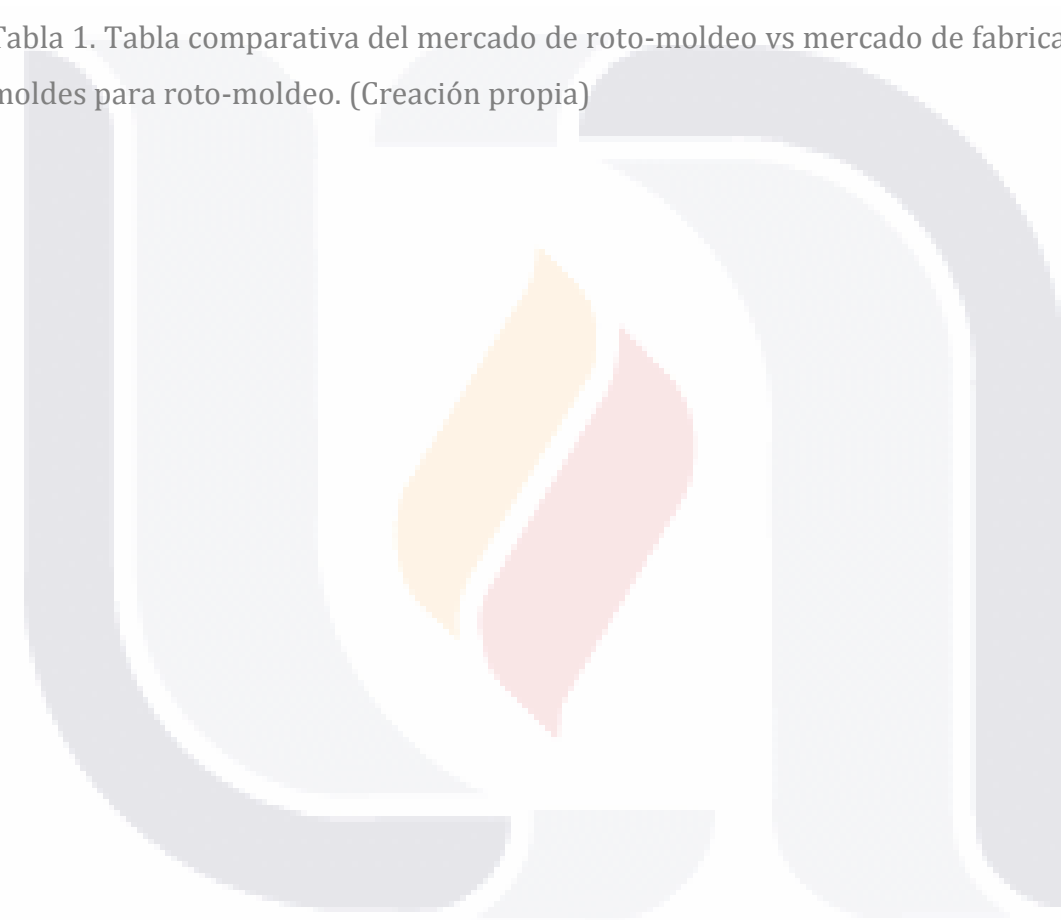 Tabla 1. Tabla comparativa del mercado de roto-moldeo vs mercado de fabrica
moldes para roto-moldeo. (Creación propia)